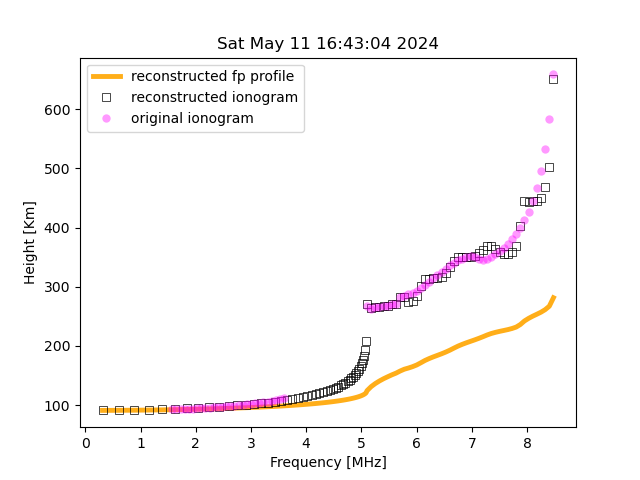 Sat May 11 16:43:04 2024
reconstructed fp profile
reconstructed ionogram
original ionogram
Height [Km]
600
500
400
300
200
100
0 1 2 3 4 5 6 7 8
Frequency [MHz]